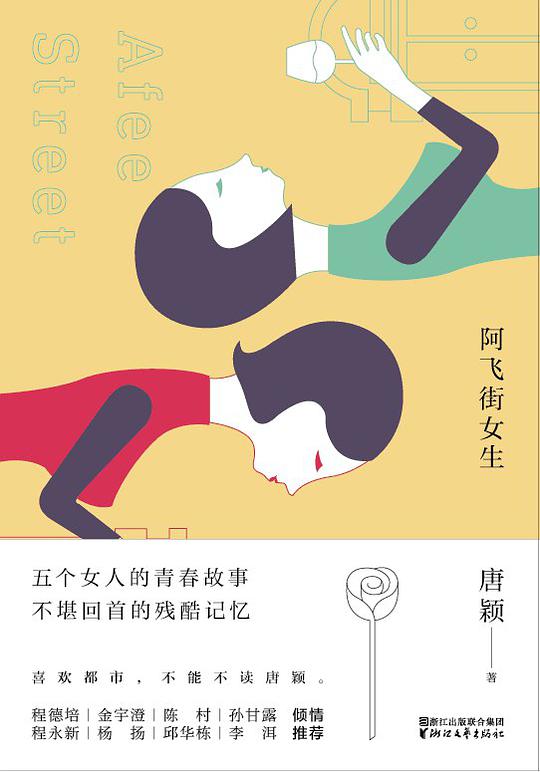 Afee
Street
阿飞街女生
唐颖
著
五个女人的青春故事
不堪回首的残酷记忆
喜欢都市，不能不读唐颖。
程德培｜金宇澄｜陈 村｜孙甘露 倾情
程永新｜杨 扬｜邱华栋｜李 洱 推荐
浙江出版联合集团
浙江文艺出版社